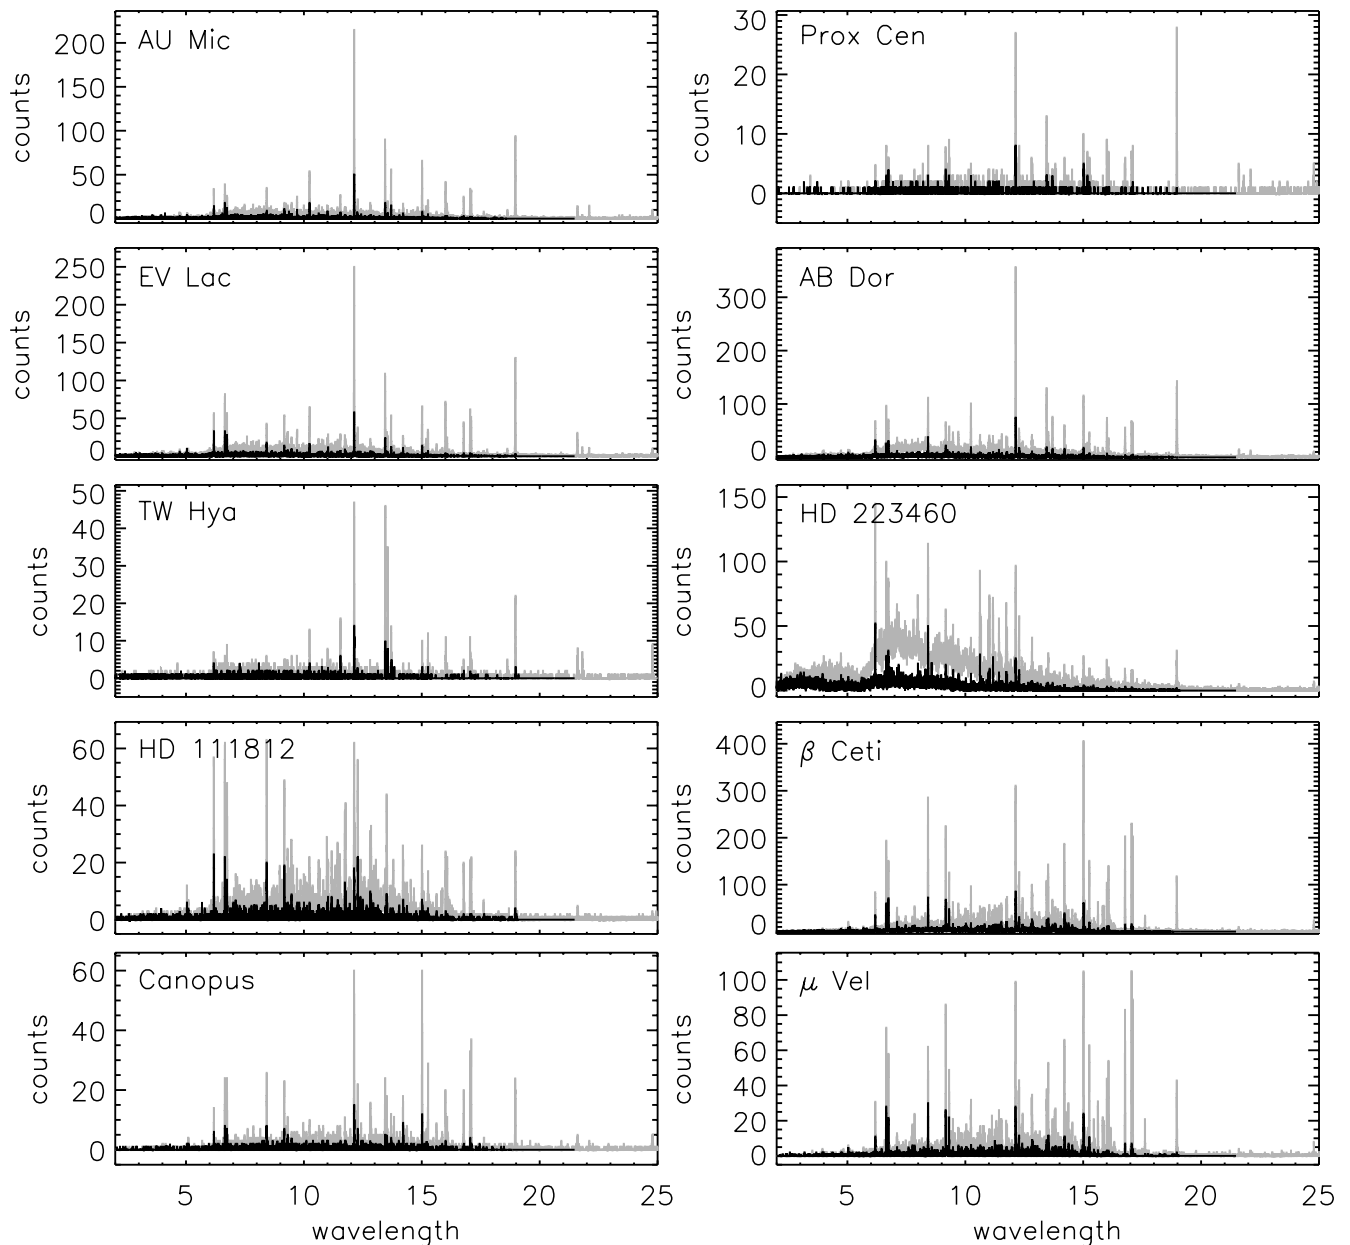 AU Mic
counts
200
150
100
50
0
Prox Cen
counts
30
20
10
0
EV Lac
counts
250
200
150
100
50
0
AB Dor
counts
300
200
100
0
TW Hya
counts
50
40
30
20
10
0
HD 223460
counts
150
100
50
0
HD 111812
counts
60
40
20
0
β Ceti
counts
400
300
200
100
0
Canopus
counts
60
40
20
0
5 10 15 20 25
wavelength
μ Vel
counts
100
80
60
40
20
0
5 10 15 20 25
wavelength